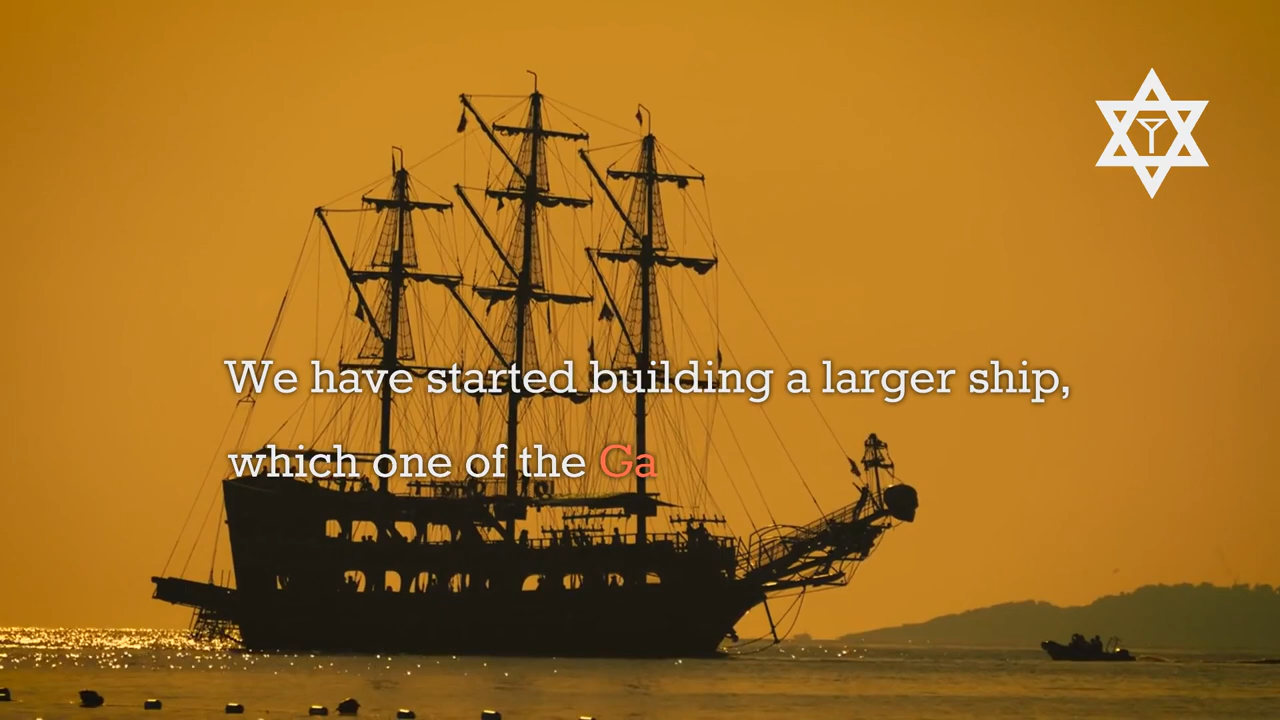 We have started building a larger ship,
which one of the Ga